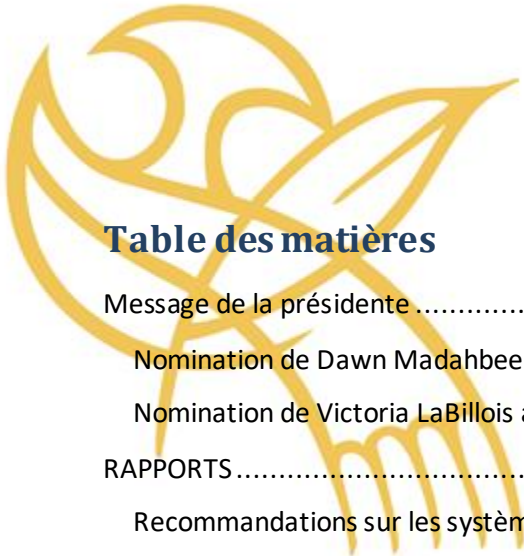 Table des matières
Message de la présidente ..............
Nomination de Dawn Madahbee
Nomination de Victoria LaBillois a
RAPPORTS ....................................
Recommandations sur les systèm